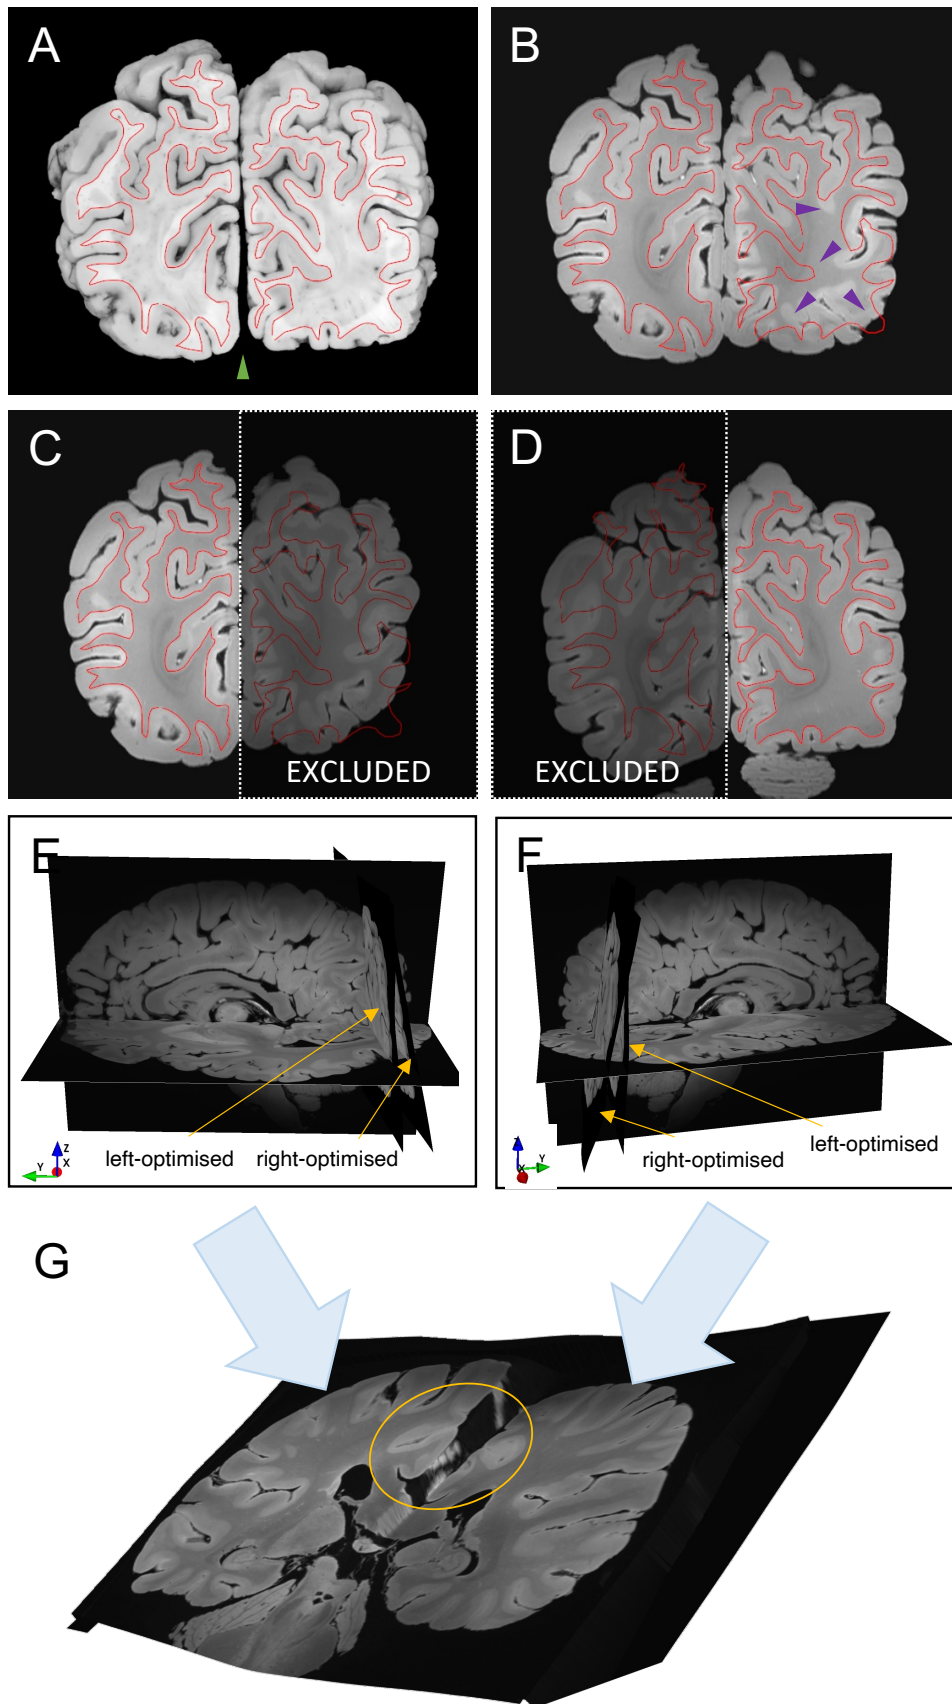 A
B
C
D
EXCLUDED
EXCLUDED
E
F
left-optimised
right-optimised
left-optimised
right-optimised
Z
Y
X
Z
X
Y
G